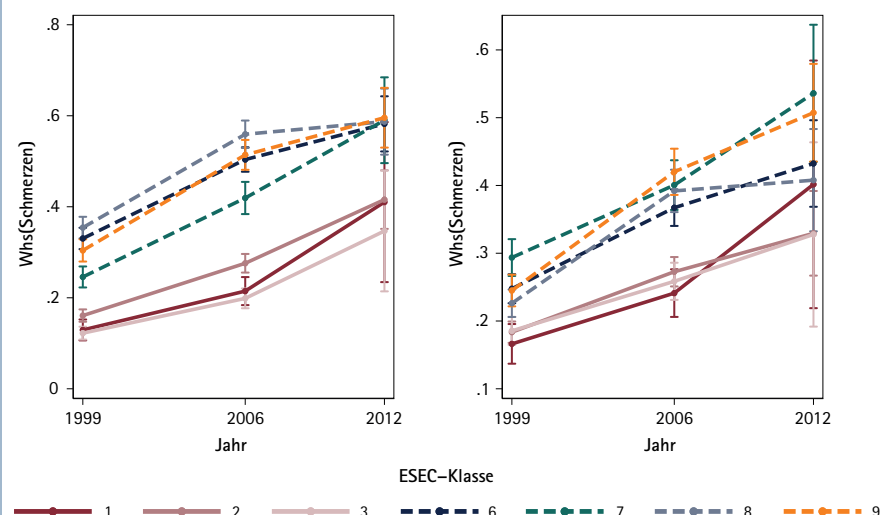 .8
.6
.4
.2
0
Whs(Schmerzen)
1999 2006 2012
Jahr
.6
.5
.4
.3
.2
.1
Whs(Schmerzen)
1999 2006 2012
Jahr
ESEC–Klasse
1 2 3 6 7 8 9